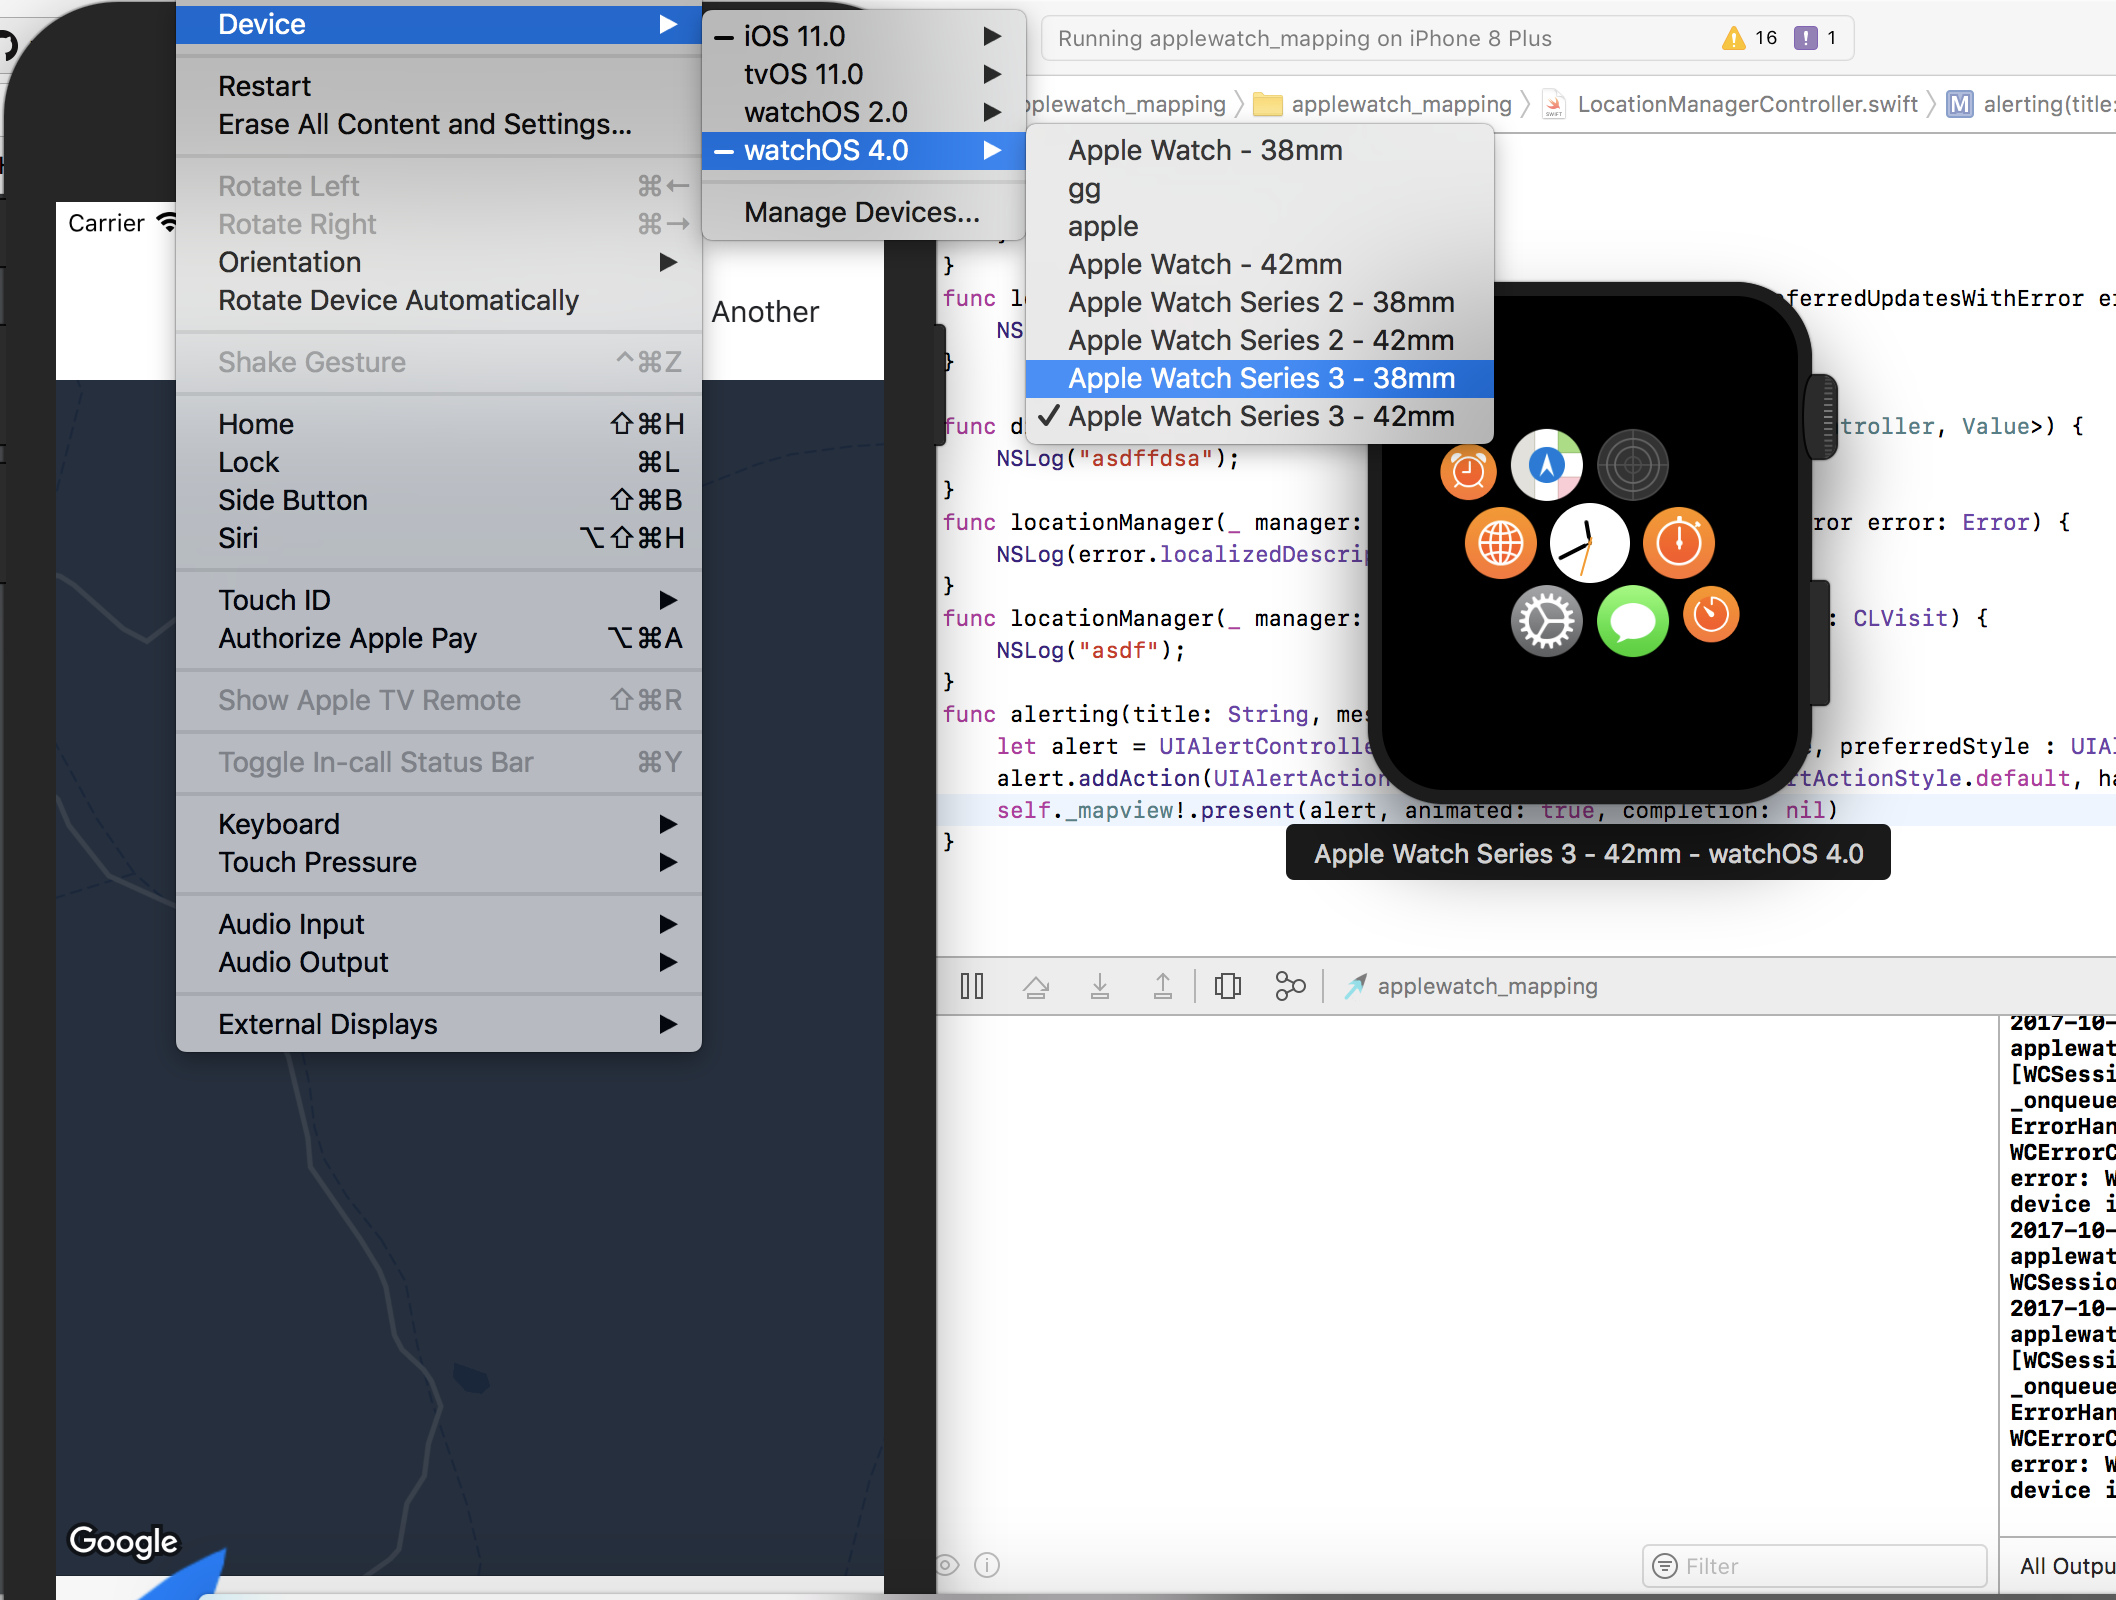 Device
Restart
Erase All Content and Settings...
Rotate Left ⌘←
Rotate Right ⌘→
Orientation
Rotate Device Automatically
Shake Gesture ^⌘Z
Home ⇧⌘H
Lock ⌘L
Side Button ⇧⌘B
Siri ⌥⇧⌘H
Touch ID
Authorize Apple Pay ⌥⌘A
Show Apple TV Remote ⇧⌘R
Toggle In-call Status Bar ⌘Y
Keyboard
Touch Pressure
Audio Input
Audio Output
External Displays
iOS 11.0
tvOS 11.0
watchOS 2.0
watchOS 4.0
Manage Devices...
Apple Watch - 38mm
gg
apple
Apple Watch - 42mm
Apple Watch Series 2 - 38mm
Apple Watch Series 2 - 42mm
Apple Watch Series 3 - 38mm
✓ Apple Watch Series 3 - 42mm
Carrier
Another
Google
Running applewatch_mapping on iPhone 8 Plus 16 1
pplewatch_mapping 〉 applewatch_mapping 〉 LocationManagerController.swift 〉 M alerting(title:
}
func l ferredUpdatesWithError e
NS
}
func d troller, Value>) {
NSLog("asdffdsa");
}
func locationManager(_ manager: ror error: Error) {
NSLog(error.localizedDescrip
}
func locationManager(_ manager: : CLVisit) {
NSLog("asdf");
}
func alerting(title: String, mes
let alert = UIAlertControlle , preferredStyle : UIAl
alert.addAction(UIAlertAction rtActionStyle.default, ha
self._mapview!.present(alert, animated: true, completion: nil)
}
Apple Watch Series 3 - 42mm - watchOS 4.0
applewatch_mapping
2017-10-
applewat
[WCSessi
_onqueue
ErrorHan
WCErrorC
error: W
device i
2017-10-
applewat
WCSessio
2017-10-
applewat
[WCSessi
_onqueue
ErrorHan
WCErrorC
error: W
device i
Filter
All Outpu